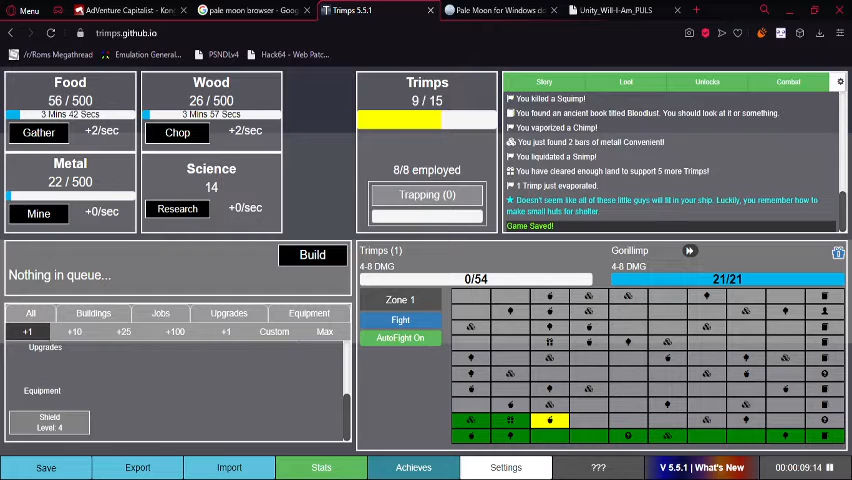 Menu
AdVenture Capitalist - Kong
pale moon browser - Goog
Trimps 5.5.1
Pale Moon for Windows do
Unity_Will-I-Am_PULS
trimps.github.io
/r/Roms Megathread
Emulation General...
PSNDLv4
Hack64 - Web Patc...
Food
56 / 500
3 Mins 42 Secs
Gather
+2/sec
Wood
26 / 500
3 Mins 57 Secs
Chop
+2/sec
Metal
22 / 500
Mine
+0/sec
Science
14
Research
+0/sec
Trimps
9 / 15
8/8 employed
Trapping (0)
Story
Loot
Unlocks
Combat
You killed a Squimp!
You found an ancient book titled Bloodlust. You should look at it or something.
You vaporized a Chimp!
You just found 2 bars of metal! Convenient!
You liquidated a Snimp!
You have cleared enough land to support 5 more Trimps!
1 Trimp just evaporated.
Doesn't seem like all of these little guys will fit in your ship. Luckily, you remember how to
make small huts for shelter.
Game Saved!
Build
Nothing in queue...
All
Buildings
Jobs
Upgrades
Equipment
+1
+10
+25
+100
+1
Custom
Max
Upgrades
Equipment
Shield
Level: 4
Trimps (1)
4-8 DMG
0/54
Gorillimp
4-8 DMG
21/21
Zone 1
Fight
AutoFight On
Save
Export
Import
Stats
Achieves
Settings
???
V 5.5.1 | What's New
00:00:09:14